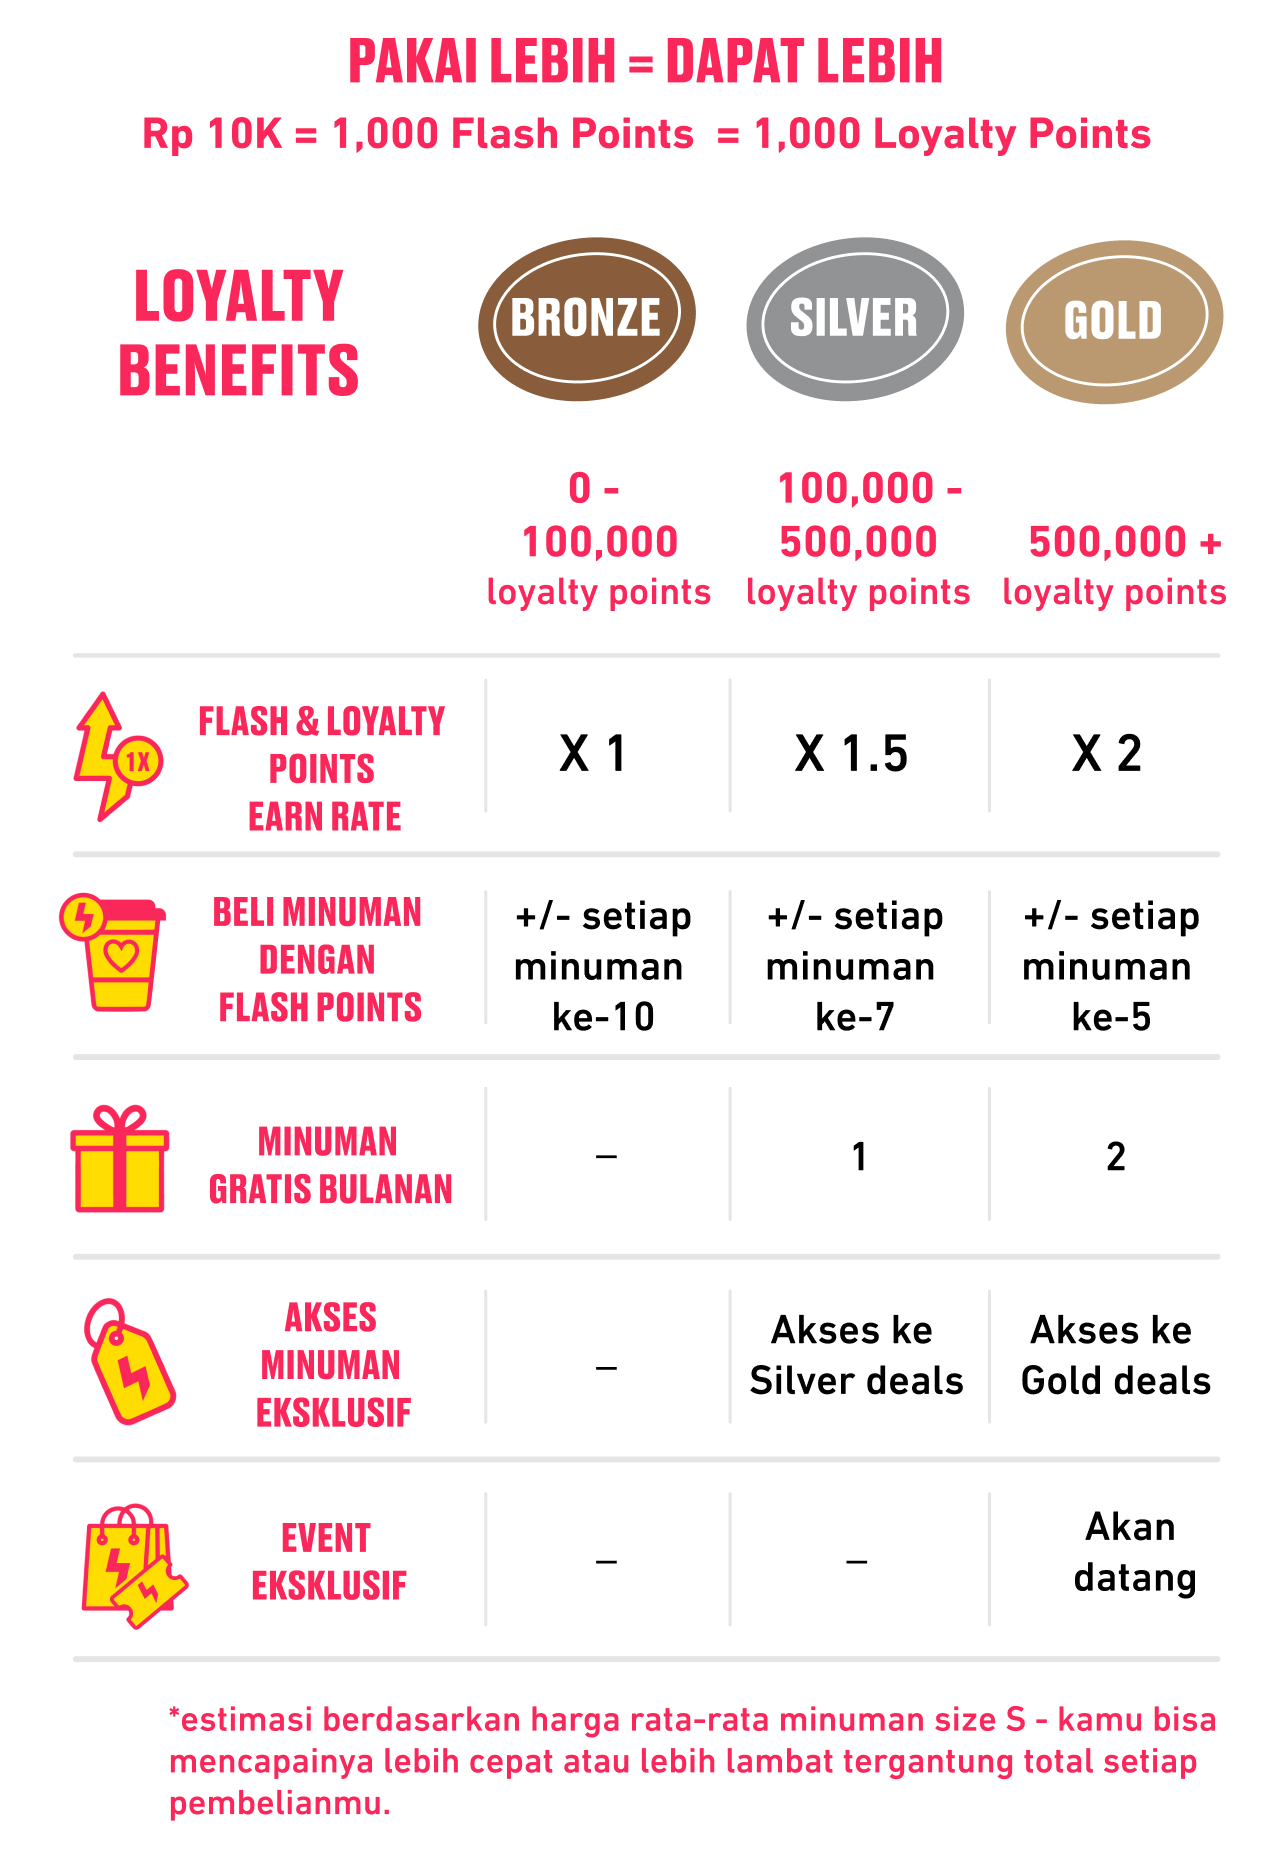 PAKAI LEBIH = DAPAT LEBIH
Rp 10K = 1,000 Flash Points = 1,000 Loyalty Points
LOYALTY
BENEFITS
BRONZE
SILVER
GOLD
0 -
100,000
loyalty points
100,000 -
500,000
loyalty points
500,000 +
loyalty points
1X
FLASH & LOYALTY
POINTS
EARN RATE
X 1
X 1.5
X 2
BELI MINUMAN
DENGAN
FLASH POINTS
+/- setiap
minuman
ke-10
+/- setiap
minuman
ke-7
+/- setiap
minuman
ke-5
MINUMAN
GRATIS BULANAN
–
1
2
AKSES
MINUMAN
EKSKLUSIF
–
Akses ke
Silver deals
Akses ke
Gold deals
EVENT
EKSKLUSIF
–
–
Akan
datang
*estimasi berdasarkan harga rata-rata minuman size S - kamu bisa
mencapainya lebih cepat atau lebih lambat tergantung total setiap
pembelianmu.